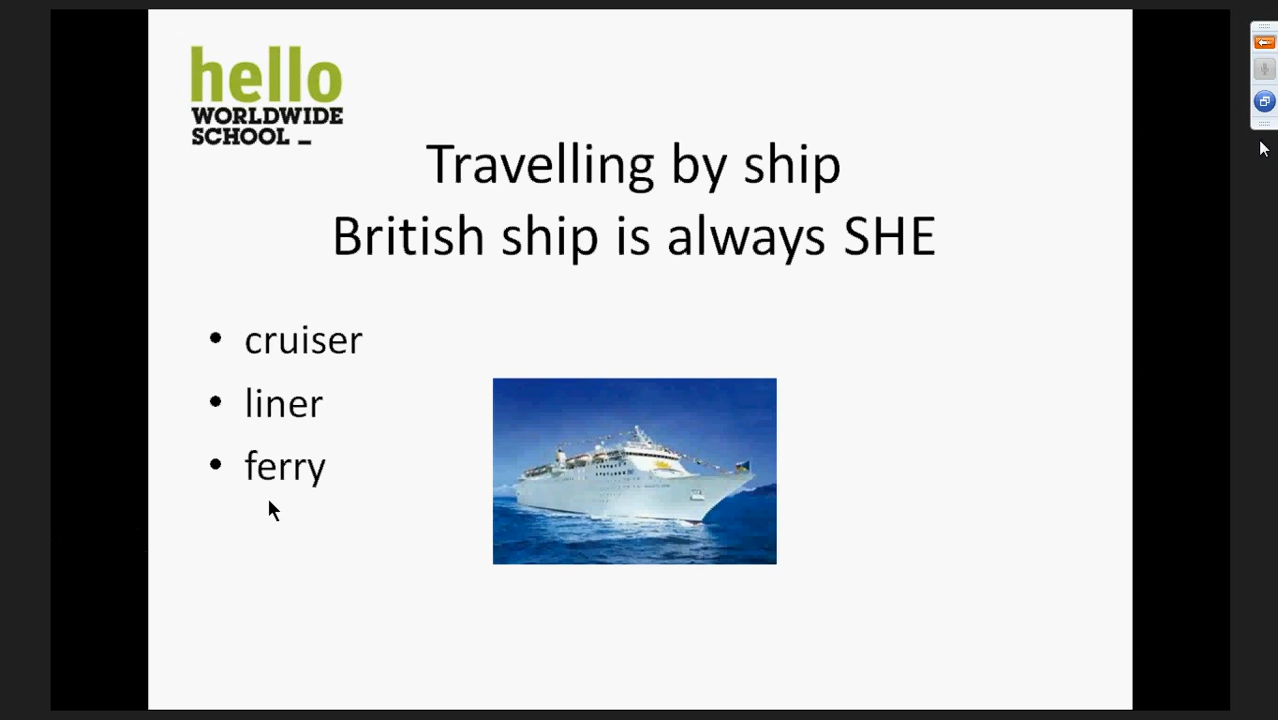 hello
WORLDWIDE
SCHOOL _
Travelling by ship
British ship is always SHE
• cruiser
• liner
• ferry